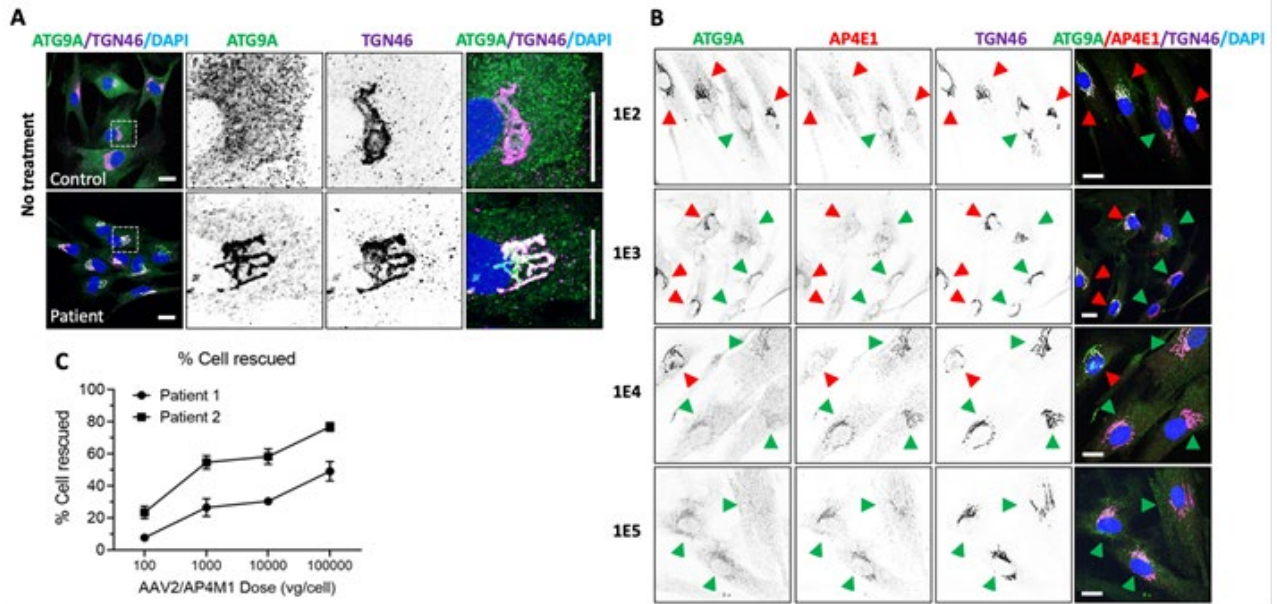 A
ATG9A/TGN46/DAPI
ATG9A
TGN46
ATG9A/TGN46/DAPI
No treatment
Control
Patient
B
ATG9A
AP4E1
TGN46
ATG9A/AP4E1/TGN46/DAPI
1E2
1E3
1E4
1E5
C
% Cell rescued
Patient 1
Patient 2
% Cell rescued
100
80
60
40
20
0
100
1000
10000
100000
AAV2/AP4M1 Dose (vg/cell)